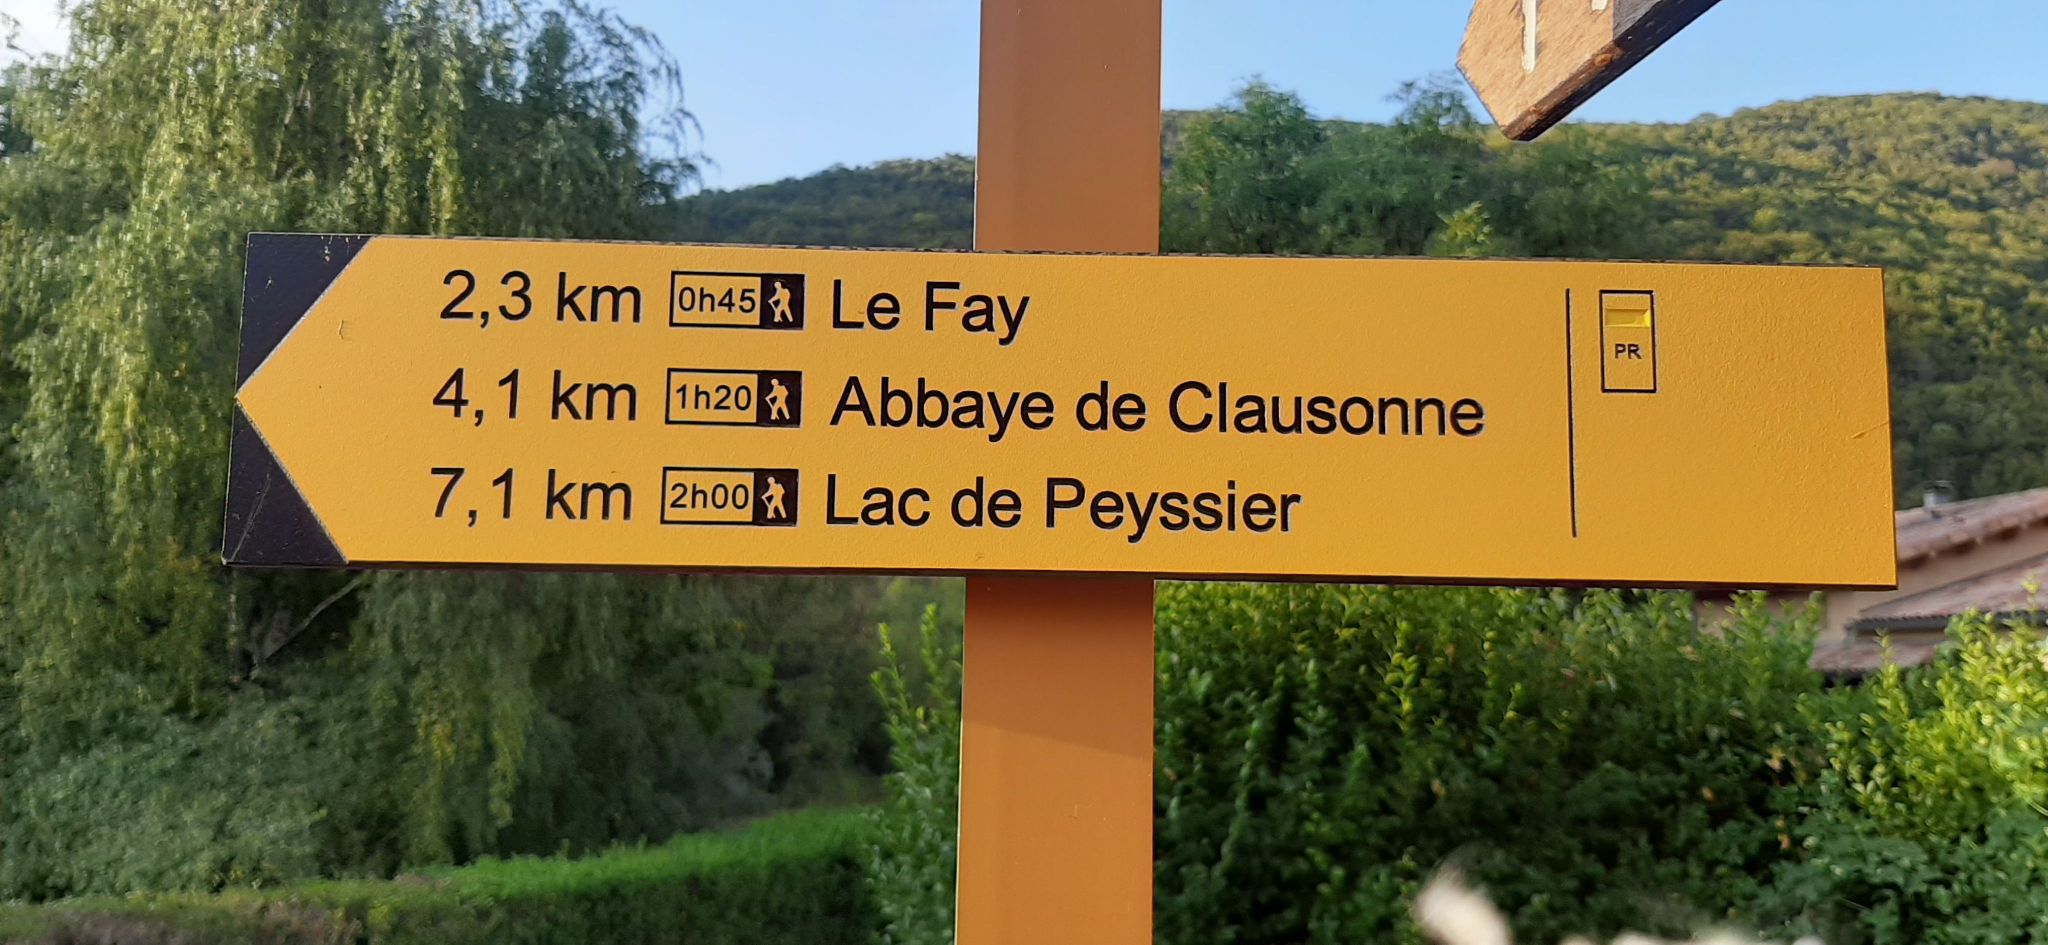 2,3 km 0h45 Le Fay
4,1 km 1h20 Abbaye de Clausonne
7,1 km 2h00 Lac de Peyssier
PR